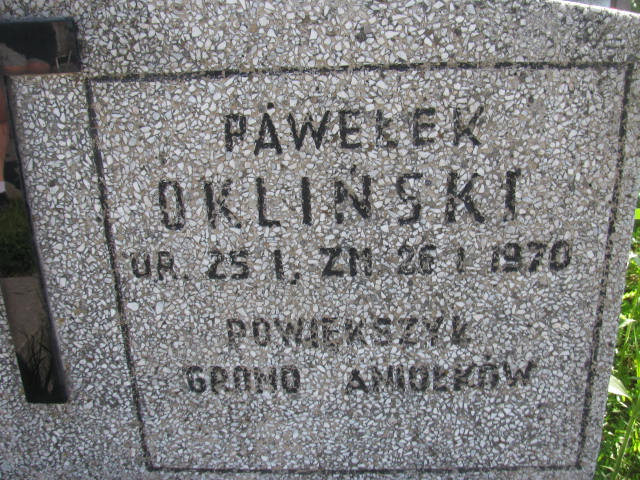 PAWEŁEK
OKLIŃSKI
UR. 25 I. ZM 26 I 1970
POWIĘKSZYŁ
GRONO ANIOŁKÓW